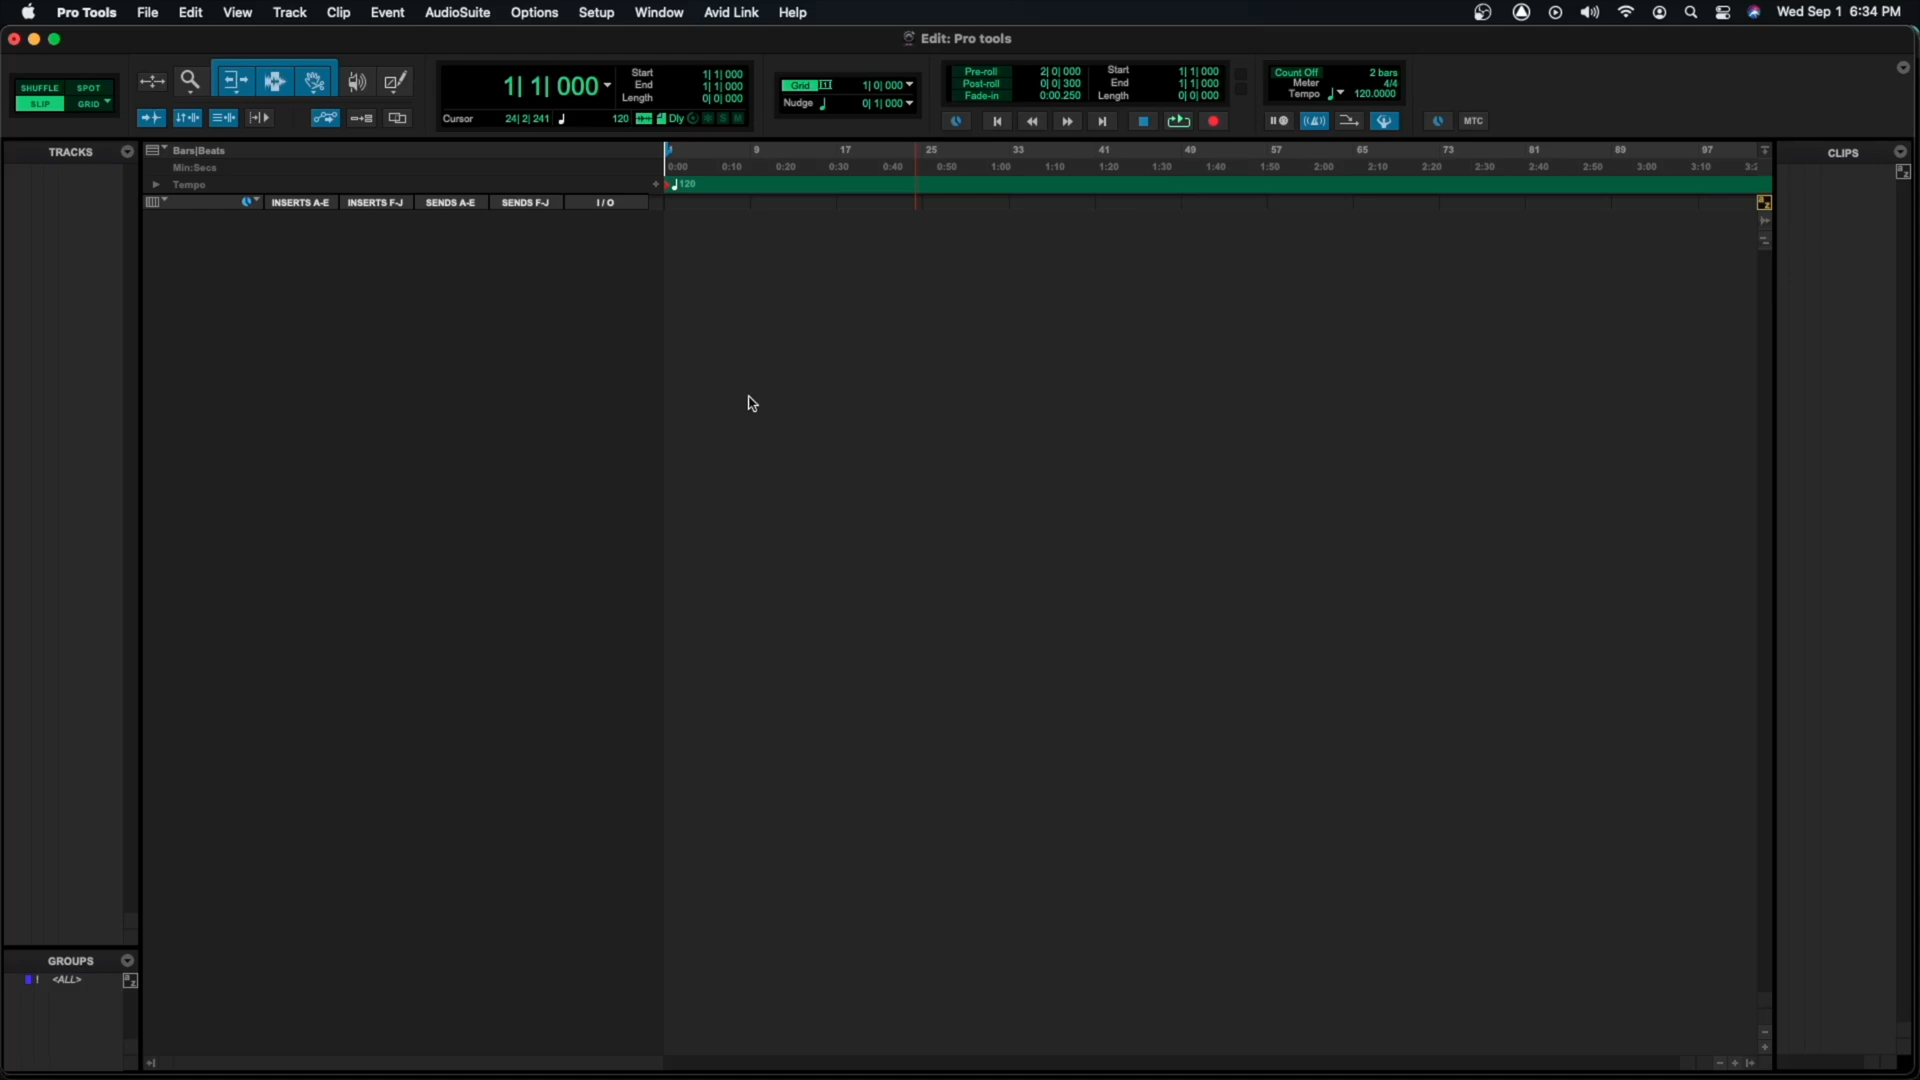 Pro Tools File Edit View Track Clip Event AudioSuite Options Setup Window Avid Link Help Wed Sep 1 6:34 PM
Edit: Pro tools
SHUFFLE SPOT
SLIP GRID
1| 1| 000
Start 1| 1| 000
End 1| 1| 000
Length 0| 0| 000
Cursor 24| 2| 241 120 Dly S M
Grid 1| 0| 000
Nudge 0| 1| 000
Pre-roll 2| 0| 000 Start 1| 1| 000
Post-roll 0| 0| 300 End 1| 1| 000
Fade-in 0:00.250 Length 0| 0| 000
Count Off 2 bars
Meter 4/4
Tempo 120.0000
MTC
TRACKS
Bars|Beats 9 17 25 33 41 49 57 65 73 81 89 97
Min:Secs 0:00 0:10 0:20 0:30 0:40 0:50 1:00 1:10 1:20 1:30 1:40 1:50 2:00 2:10 2:20 2:30 2:40 2:50 3:00 3:10
Tempo 120
INSERTS A-E INSERTS F-J SENDS A-E SENDS F-J I / O
CLIPS
GROUPS
! <ALL>